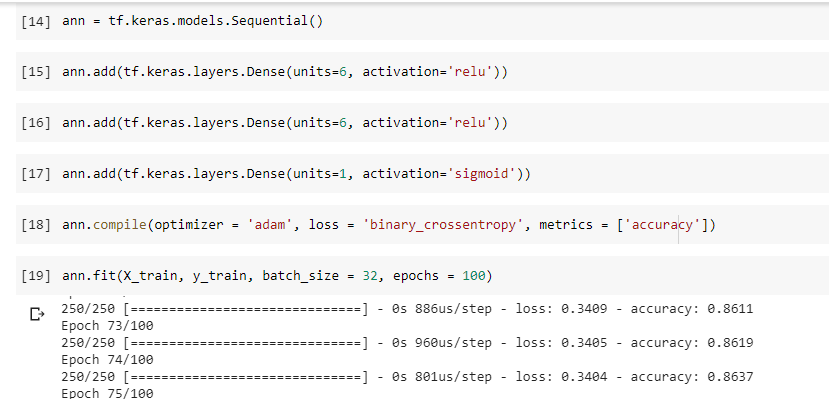 [14] ann = tf.keras.models.Sequential()
[15] ann.add(tf.keras.layers.Dense(units=6, activation='relu'))
[16] ann.add(tf.keras.layers.Dense(units=6, activation='relu'))
[17] ann.add(tf.keras.layers.Dense(units=1, activation='sigmoid'))
[18] ann.compile(optimizer = 'adam', loss = 'binary_crossentropy', metrics = ['accuracy'])
[19] ann.fit(X_train, y_train, batch_size = 32, epochs = 100)
250/250 [==============================] - 0s 886us/step - loss: 0.3409 - accuracy: 0.8611
Epoch 73/100
250/250 [==============================] - 0s 960us/step - loss: 0.3405 - accuracy: 0.8619
Epoch 74/100
250/250 [==============================] - 0s 801us/step - loss: 0.3404 - accuracy: 0.8637
Epoch 75/100